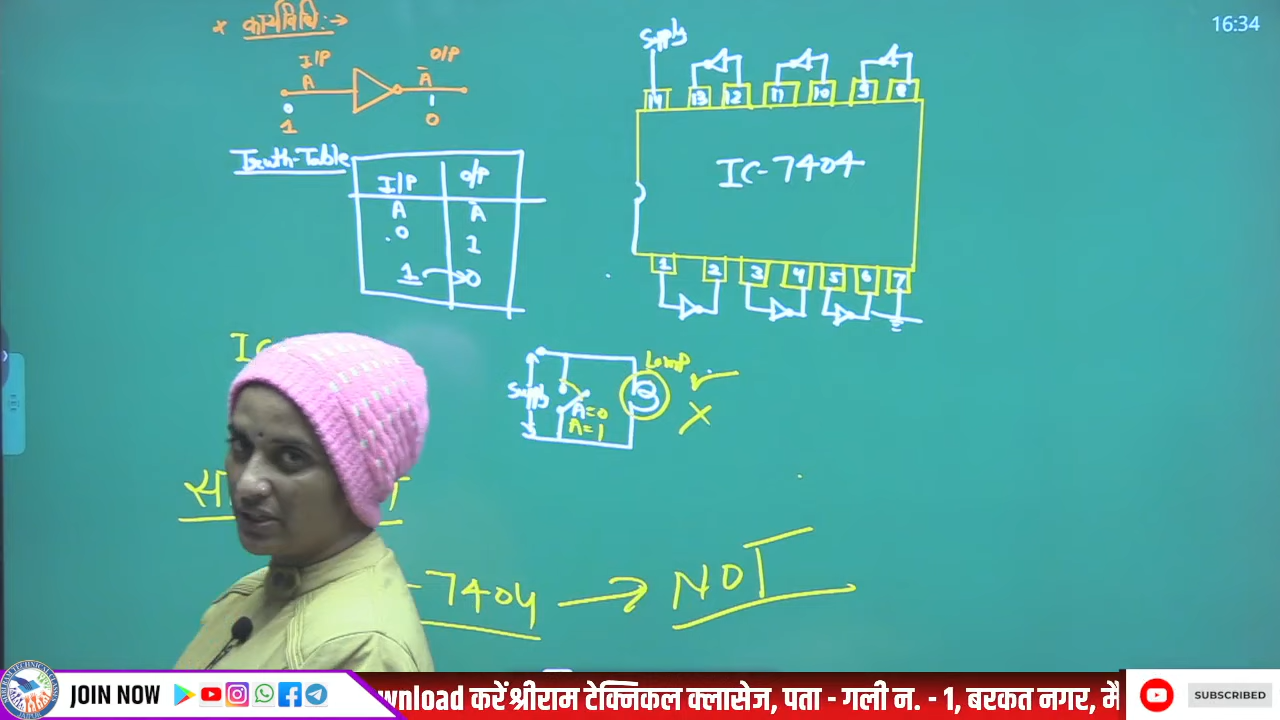 16:34
* कार्यविधि:→
I/P
A
0
1
O/P
Ā
1
0
Truth-Table
I/P O/P
A Ā
0 1
1 0
Supply
14 13 12 11 10 9 8
IC-7404
1 2 3 4 5 6 7
Supply
A=0
A=1
Lamp
✓
X
-7404 → NOT
JOIN NOW
wnload करें श्रीराम टेक्निकल क्लासेज, पता - गली न. - 1, बरकत नगर,
SUBSCRIBED